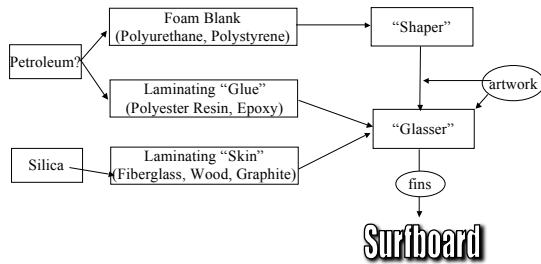 Foam Blank
(Polyurethane, Polystyrene)
“Shaper”
Petroleum?
artwork
Laminating “Glue”
(Polyester Resin, Epoxy)
“Glasser”
Silica
Laminating “Skin”
(Fiberglass, Wood, Graphite)
fins
Surfboard